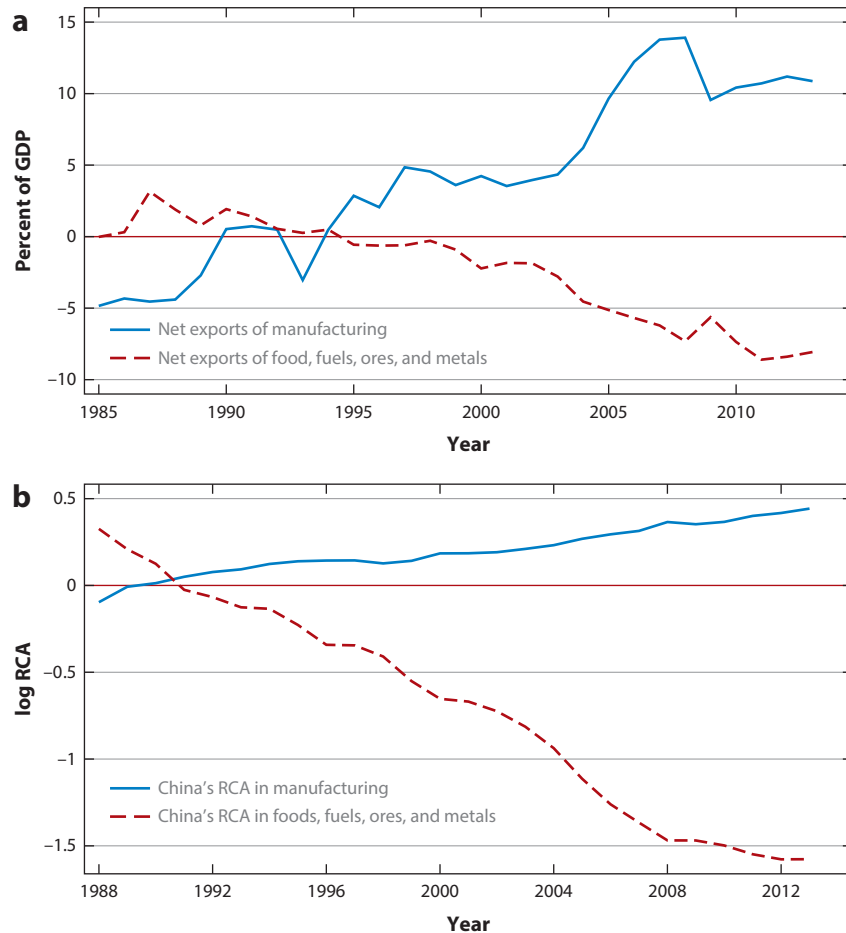 a
15
10
5
0
−5
−10
Percent of GDP
Net exports of manufacturing
Net exports of food, fuels, ores, and metals
1985 1990 1995 2000 2005 2010
Year
b
0.5
0
−0.5
−1
−1.5
log RCA
China's RCA in manufacturing
China's RCA in foods, fuels, ores, and metals
1988 1992 1996 2000 2004 2008 2012
Year